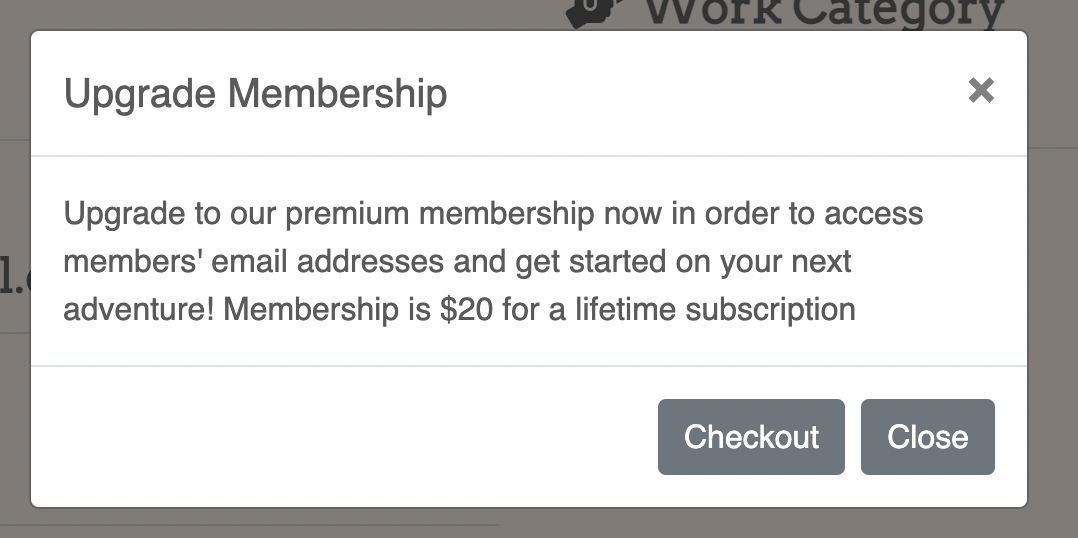 Work Category
Upgrade Membership
×
Upgrade to our premium membership now in order to access
members' email addresses and get started on your next
adventure! Membership is $20 for a lifetime subscription
Checkout
Close